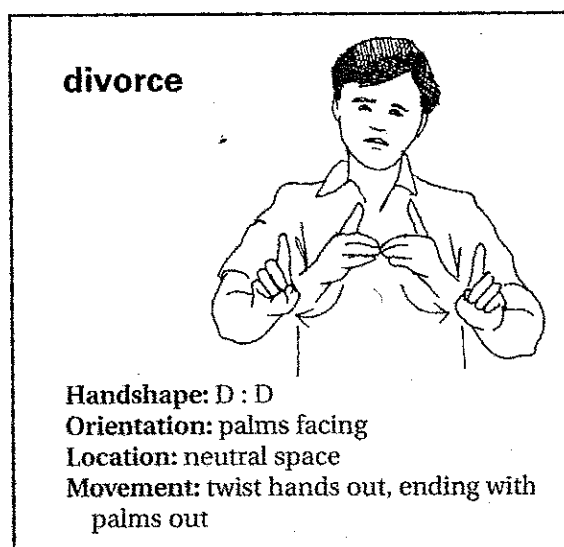 divorce
Handshape: D : D
Orientation: palms facing
Location: neutral space
Movement: twist hands out, ending with
palms out